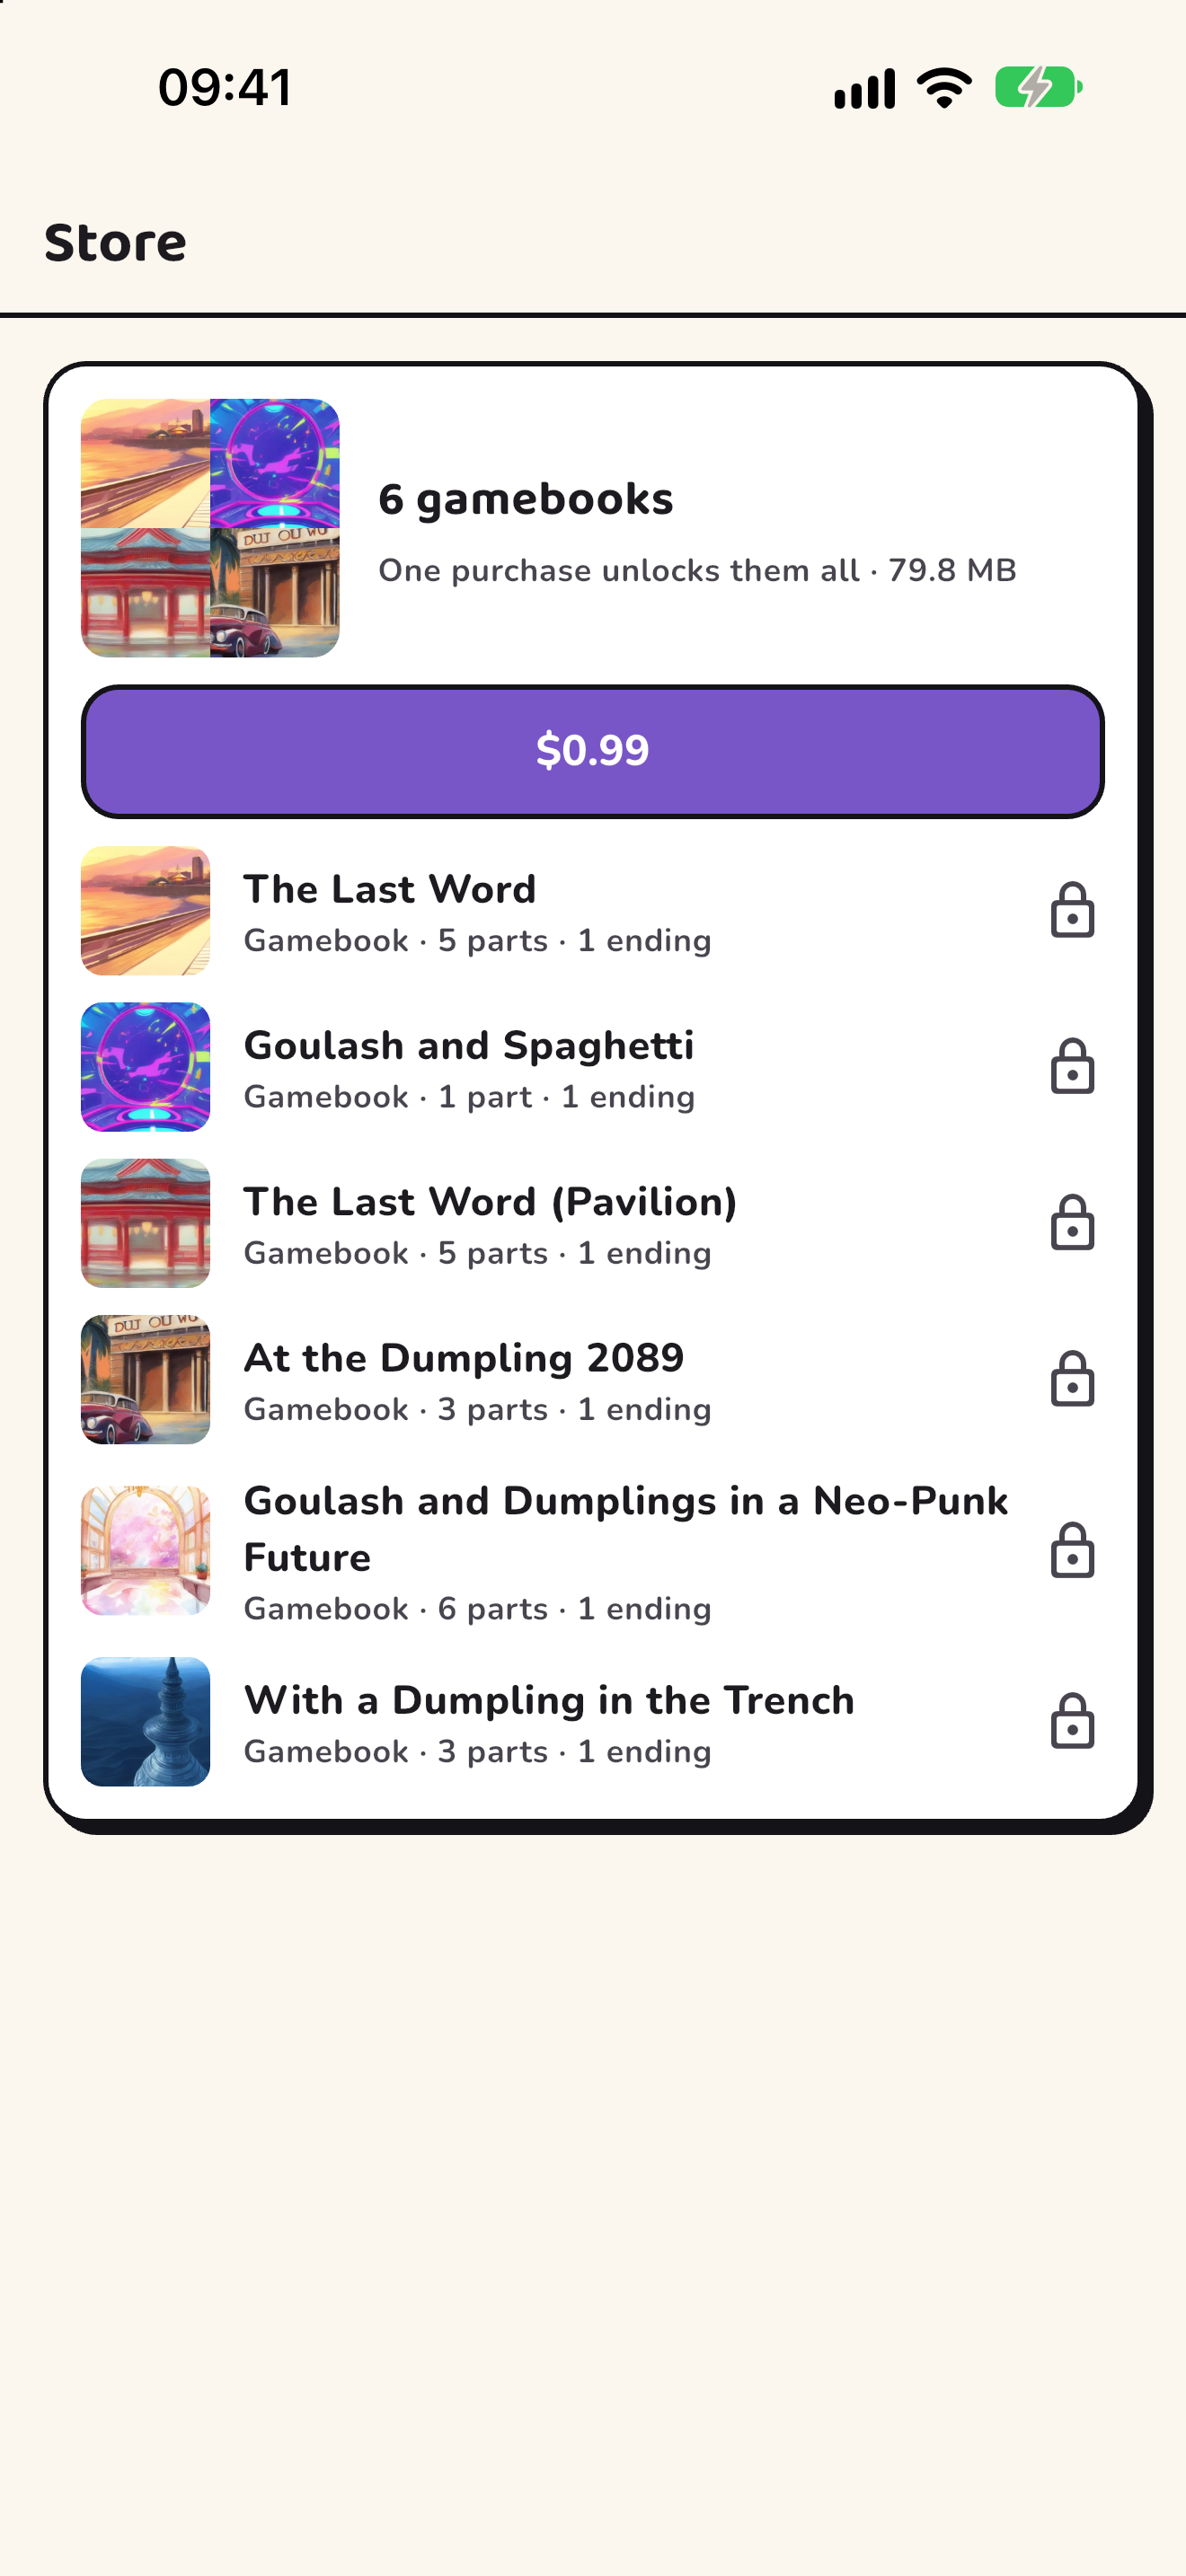 09:41
Store
6 gamebooks
One purchase unlocks them all · 79.8 MB
$0.99
The Last Word
Gamebook · 5 parts · 1 ending
Goulash and Spaghetti
Gamebook · 1 part · 1 ending
The Last Word (Pavilion)
Gamebook · 5 parts · 1 ending
At the Dumpling 2089
Gamebook · 3 parts · 1 ending
Goulash and Dumplings in a Neo-Punk
Future
Gamebook · 6 parts · 1 ending
With a Dumpling in the Trench
Gamebook · 3 parts · 1 ending